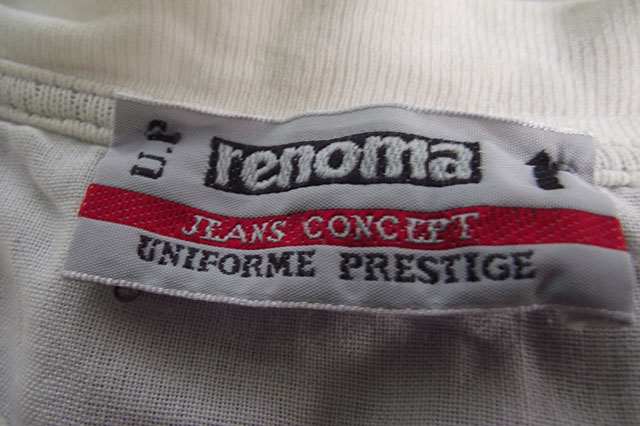 U.P
renoma
JEANS CONCEPT
UNIFORME PRESTIGE